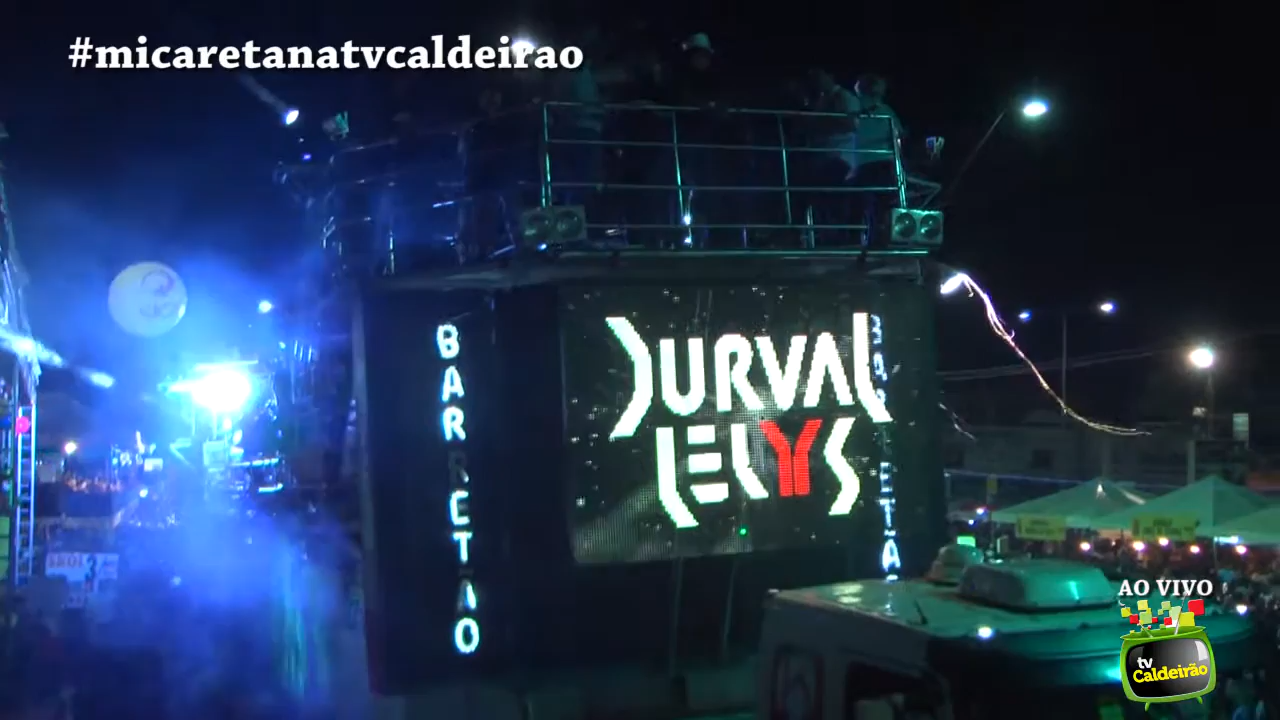 #micaretanatvcaldeirao
BARRETÃO
DURVAL
LELYS
AO VIVO
tv
Caldeirão